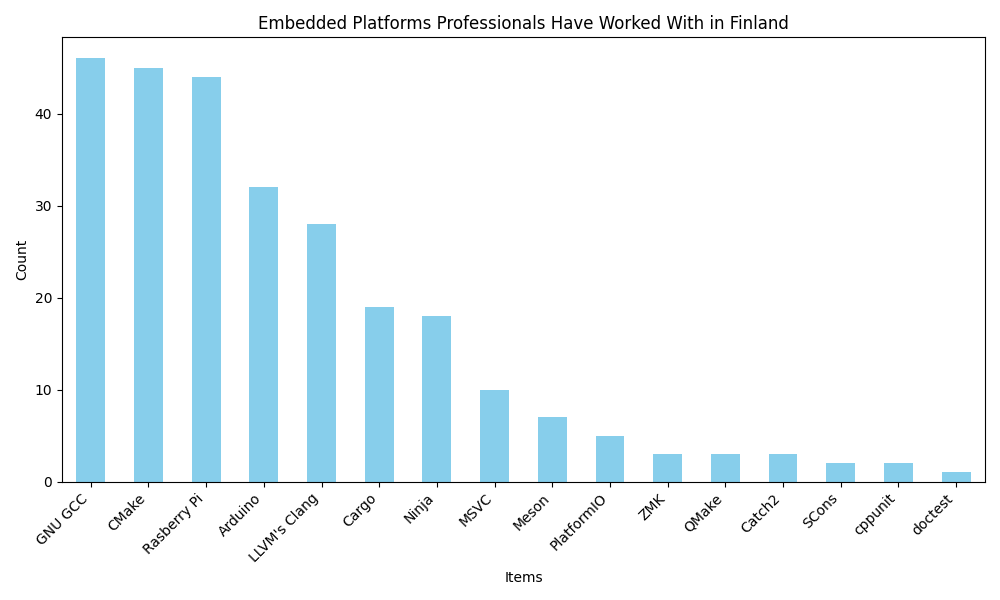 Embedded Platforms Professionals Have Worked With in Finland
Count
40
30
20
10
0
GNU GCC
CMake
Rasberry Pi
Arduino
LLVM's Clang
Cargo
Ninja
MSVC
Meson
PlatformIO
ZMK
QMake
Catch2
SCons
cppunit
doctest
Items